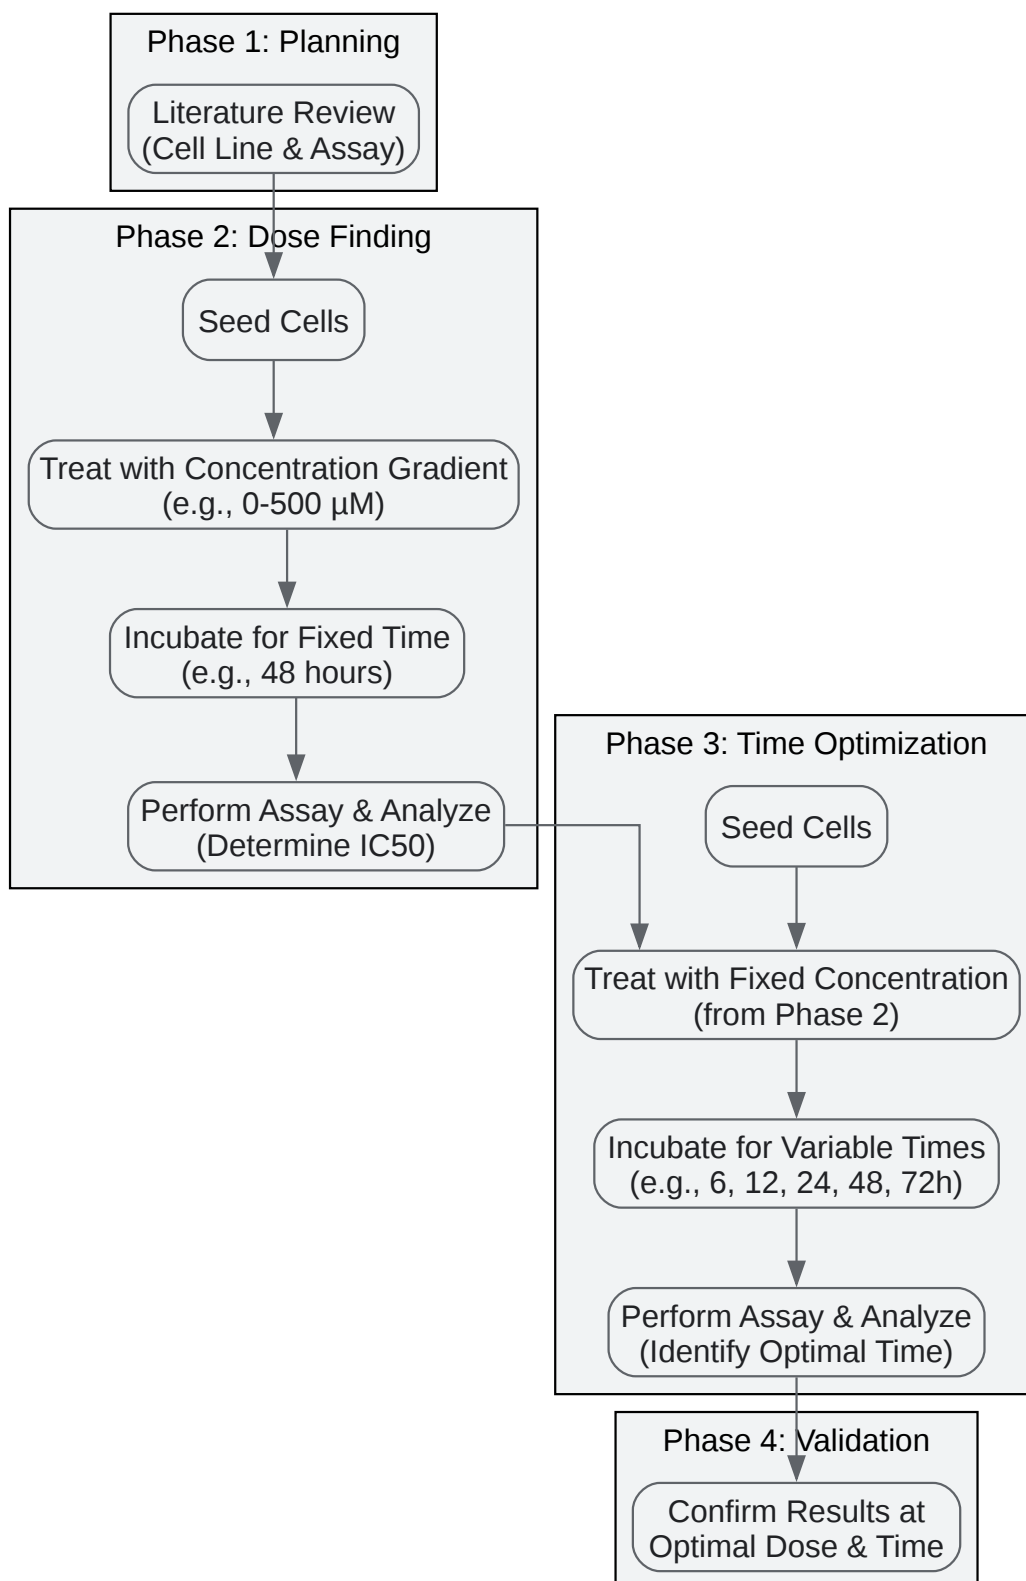 Phase 1: Planning
Literature Review
(Cell Line & Assay)
Phase 2: Dose Finding
Seed Cells
Treat with Concentration Gradient
(e.g., 0-500 µM)
Incubate for Fixed Time
(e.g., 48 hours)
Perform Assay & Analyze
(Determine IC50)
Phase 3: Time Optimization
Seed Cells
Treat with Fixed Concentration
(from Phase 2)
Incubate for Variable Times
(e.g., 6, 12, 24, 48, 72h)
Perform Assay & Analyze
(Identify Optimal Time)
Phase 4: Validation
Confirm Results at
Optimal Dose & Time